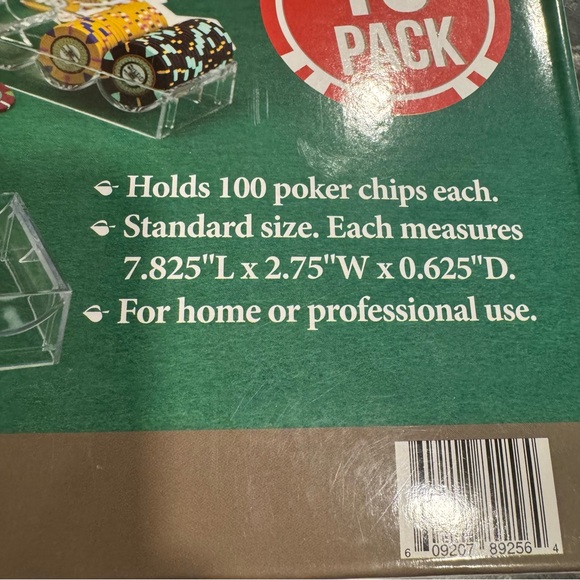 PACK
Holds 100 poker chips each.
Standard size. Each measures
7.825"L x 2.75"W x 0.625"D.
For home or professional use.
6 09207 89256 4